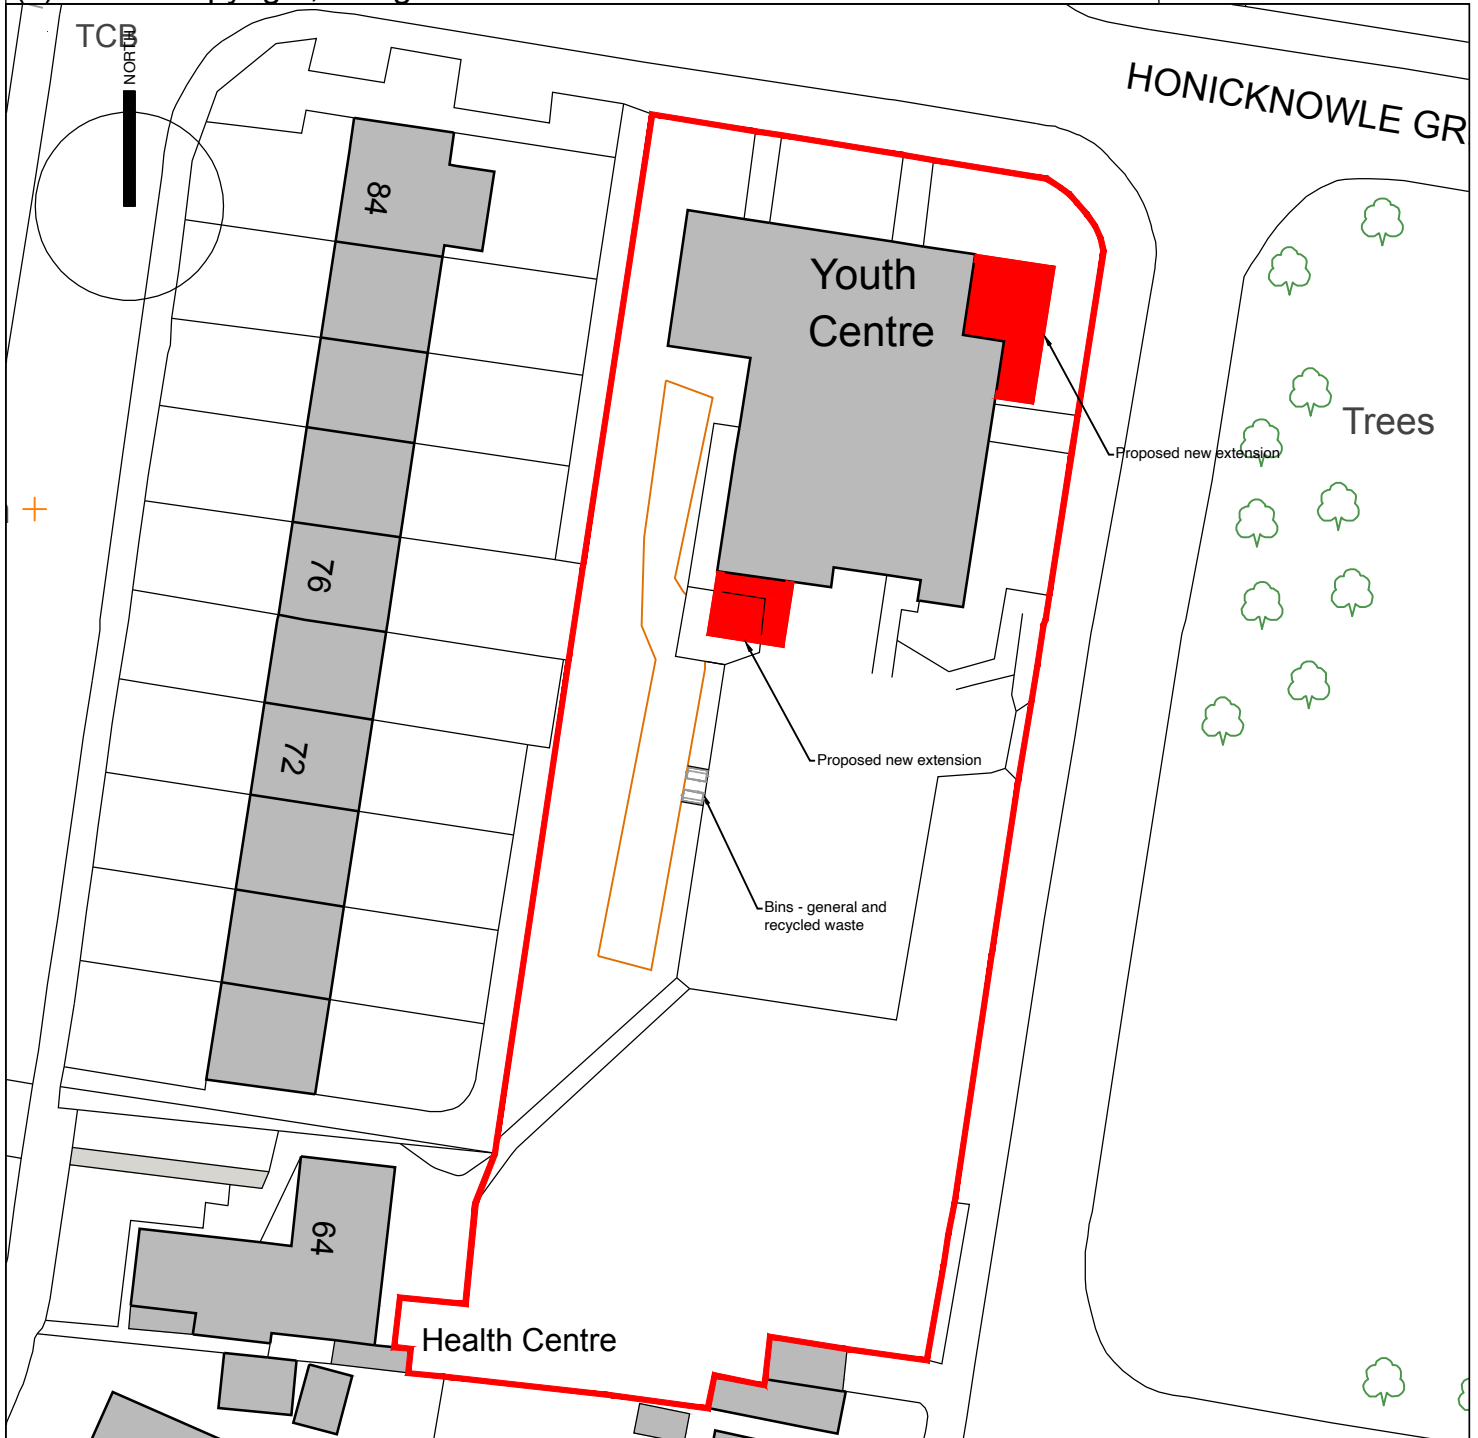 TCB
NORTH
HONICKNOWLE GR
84
Youth
Centre
Trees
Proposed new extension
76
72
Proposed new extension
Bins - general and
recycled waste
64
Health Centre